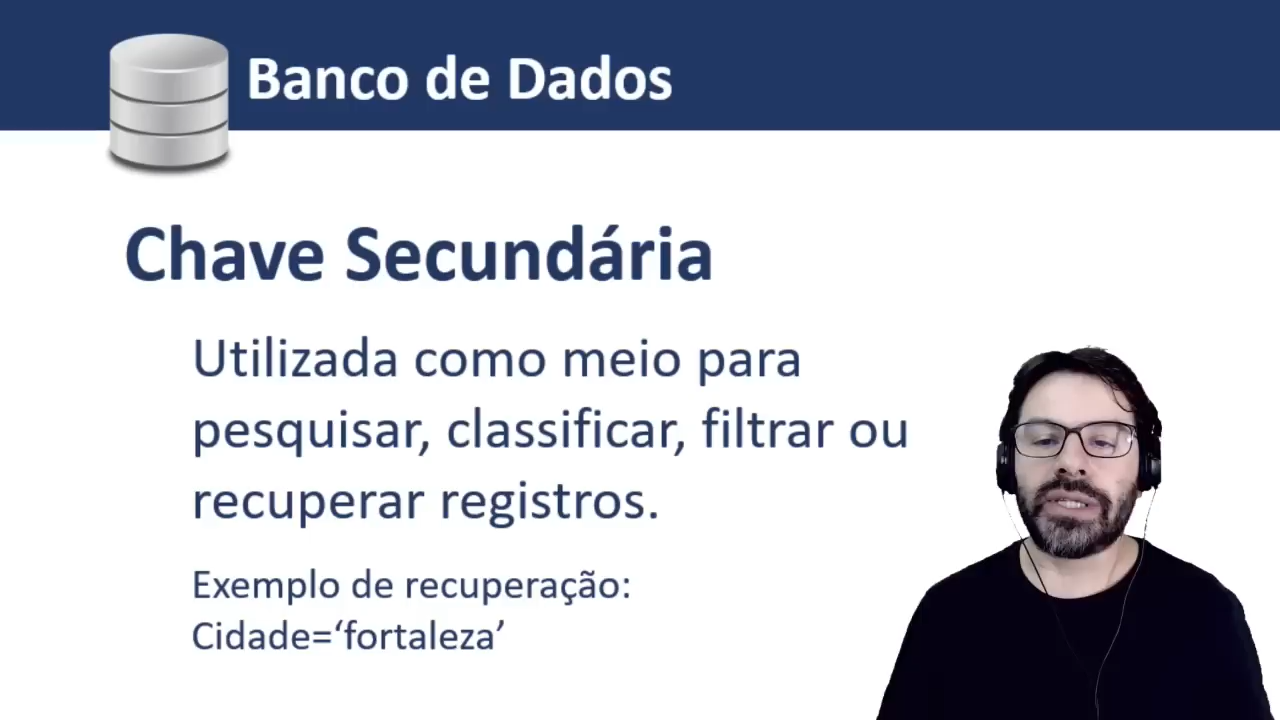 Banco de Dados
Chave Secundária
Utilizada como meio para
pesquisar, classificar, filtrar ou
recuperar registros.
Exemplo de recuperação:
Cidade=‘fortaleza’